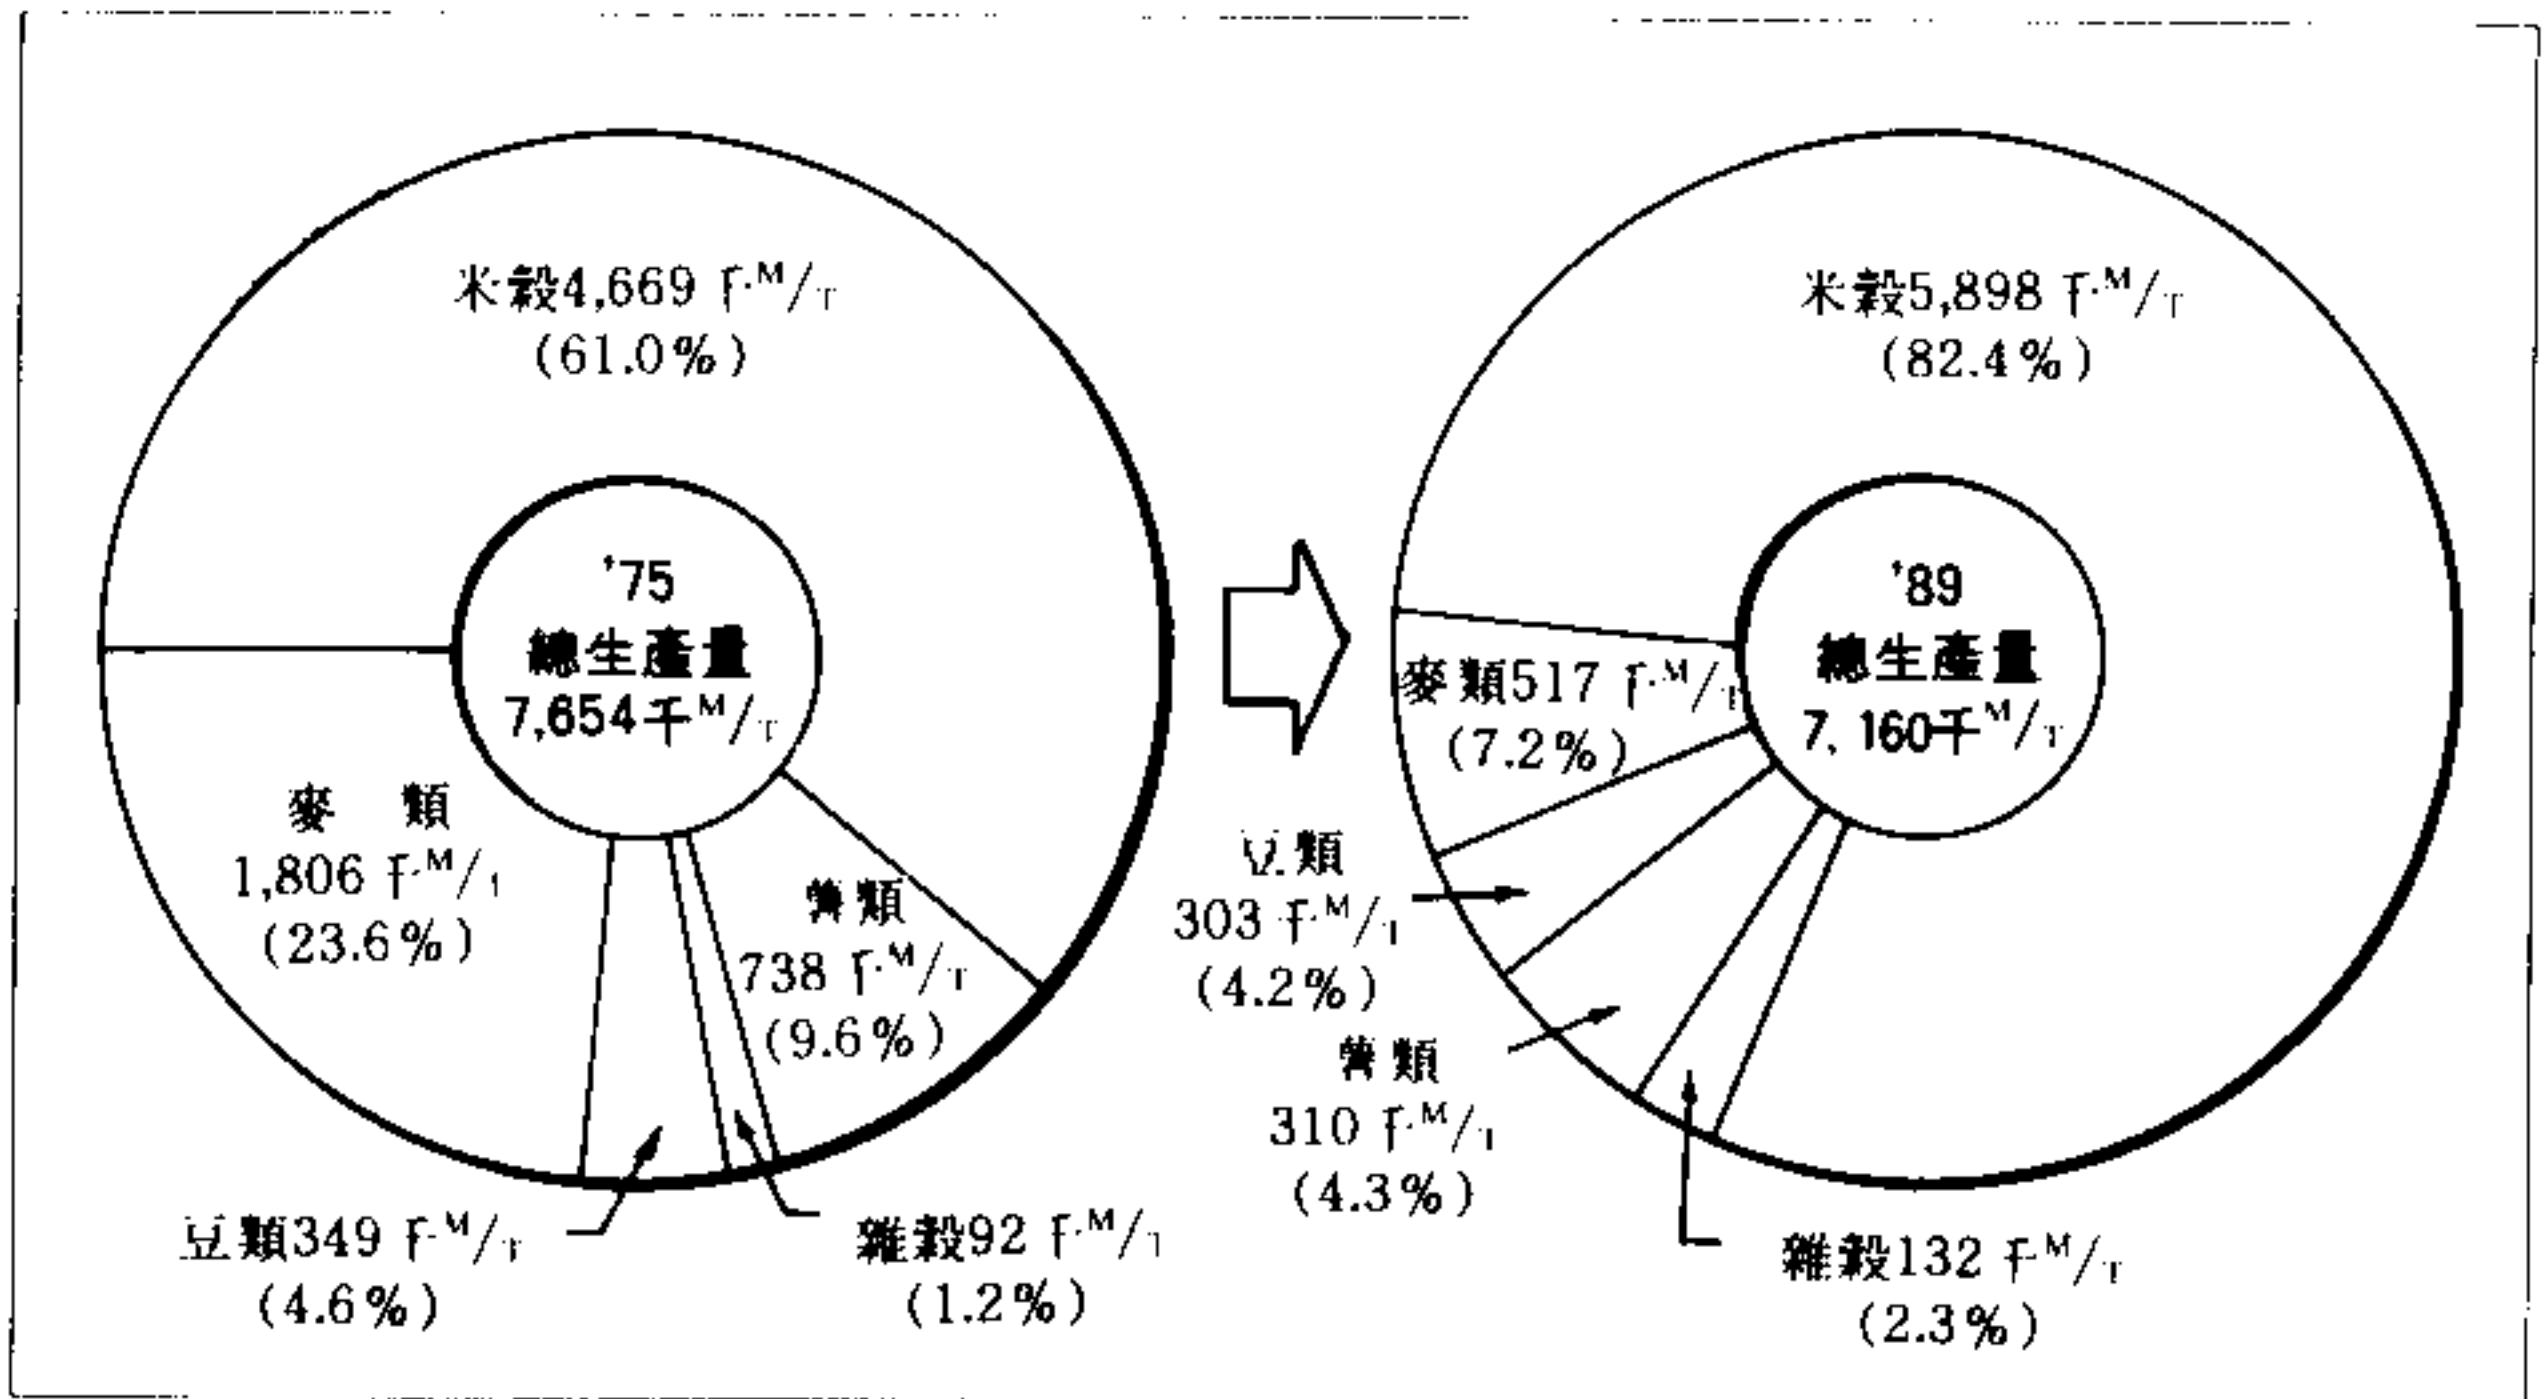 米穀4,669 千M/T
(61.0%)
'75
總生産量
7,654千M/T
麥 類
1,806 千M/T
(23.6%)
薯類
738 千M/T
(9.6%)
豆類349 千M/T
(4.6%)
雜穀92 千M/T
(1.2%)
米穀5,898 千M/T
(82.4%)
'89
總生産量
7,160千M/T
麥類517 千M/T
(7.2%)
豆類
303 千M/T
(4.2%)
薯類
310 千M/T
(4.3%)
雜穀132 千M/T
(2.3%)